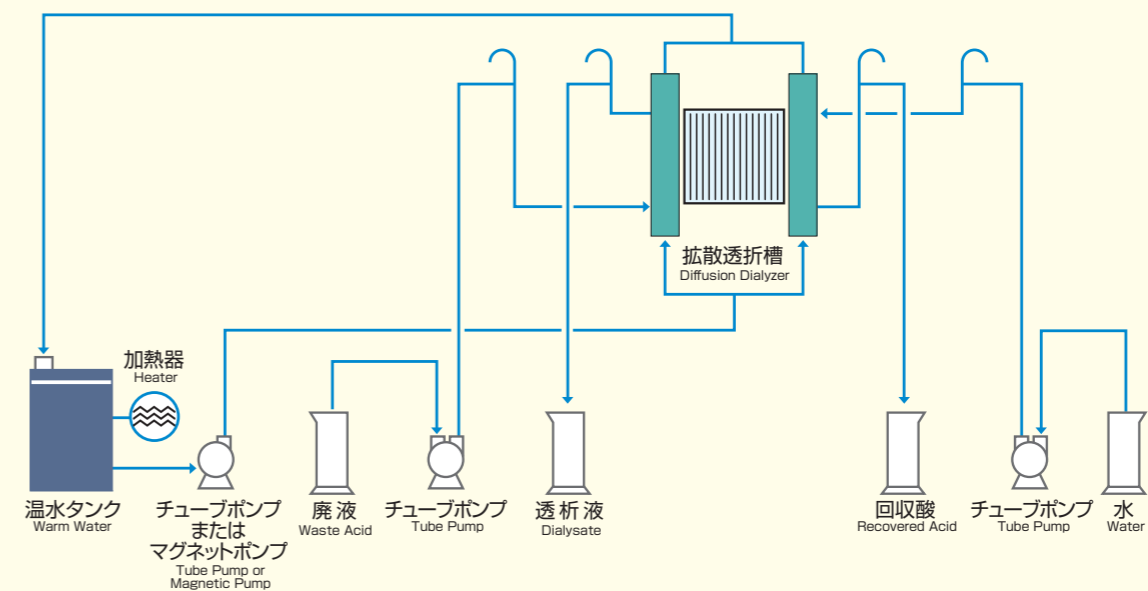 拡散透折槽
Diffusion Dialyzer
加熱器
Heater
温水タンク
Warm Water
チューブポンプ
または
マグネットポンプ
Tube Pump or
Magnetic Pump
廃液
Waste Acid
チューブポンプ
Tube Pump
透析液
Dialysate
回収酸
Recovered Acid
チューブポンプ
Tube Pump
水
Water